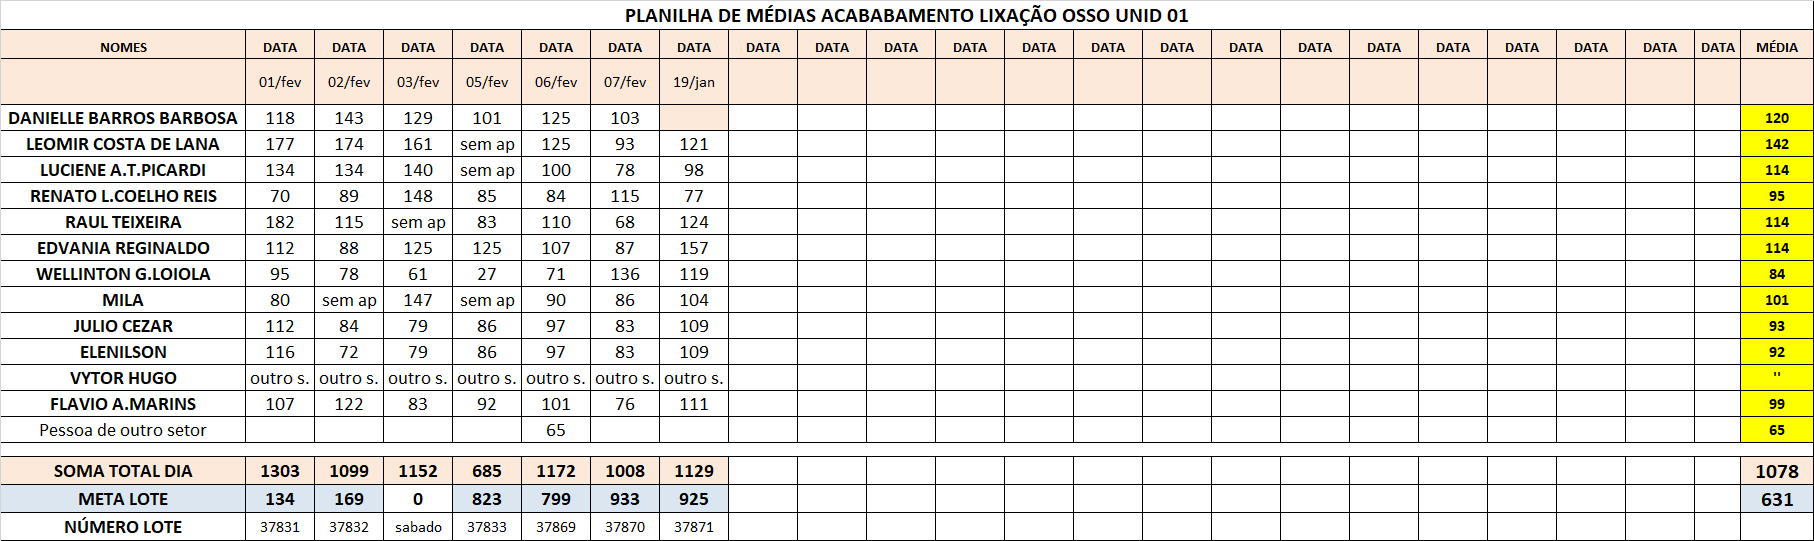 PLANILHA DE MÉDIAS ACABABAMENTO LIXAÇÃO OSSO UNID 01
NOMES DATA DATA DATA DATA DATA DATA DATA DATA DATA DATA DATA DATA DATA DATA DATA DATA DATA DATA DATA DATA DATA DATA MÉDIA
01/fev 02/fev 03/fev 05/fev 06/fev 07/fev 19/jan
DANIELLE BARROS BARBOSA 118 143 129 101 125 103 120
LEOMIR COSTA DE LANA 177 174 161 sem ap 125 93 121 142
LUCIENE A.T.PICARDI 134 134 140 sem ap 100 78 98 114
RENATO L.COELHO REIS 70 89 148 85 84 115 77 95
RAUL TEIXEIRA 182 115 sem ap 83 110 68 124 114
EDVANIA REGINALDO 112 88 125 125 107 87 157 114
WELLINTON G.LOIOLA 95 78 61 27 71 136 119 84
MILA 80 sem ap 147 sem ap 90 86 104 101
JULIO CEZAR 112 84 79 86 97 83 109 93
ELENILSON 116 72 79 86 97 83 109 92
VYTOR HUGO outro s. outro s. outro s. outro s. outro s. outro s. outro s. "
FLAVIO A.MARINS 107 122 83 92 101 76 111 99
Pessoa de outro setor 65 65
SOMA TOTAL DIA 1303 1099 1152 685 1172 1008 1129 1078
META LOTE 134 169 0 823 799 933 925 631
NÚMERO LOTE 37831 37832 sabado 37833 37869 37870 37871